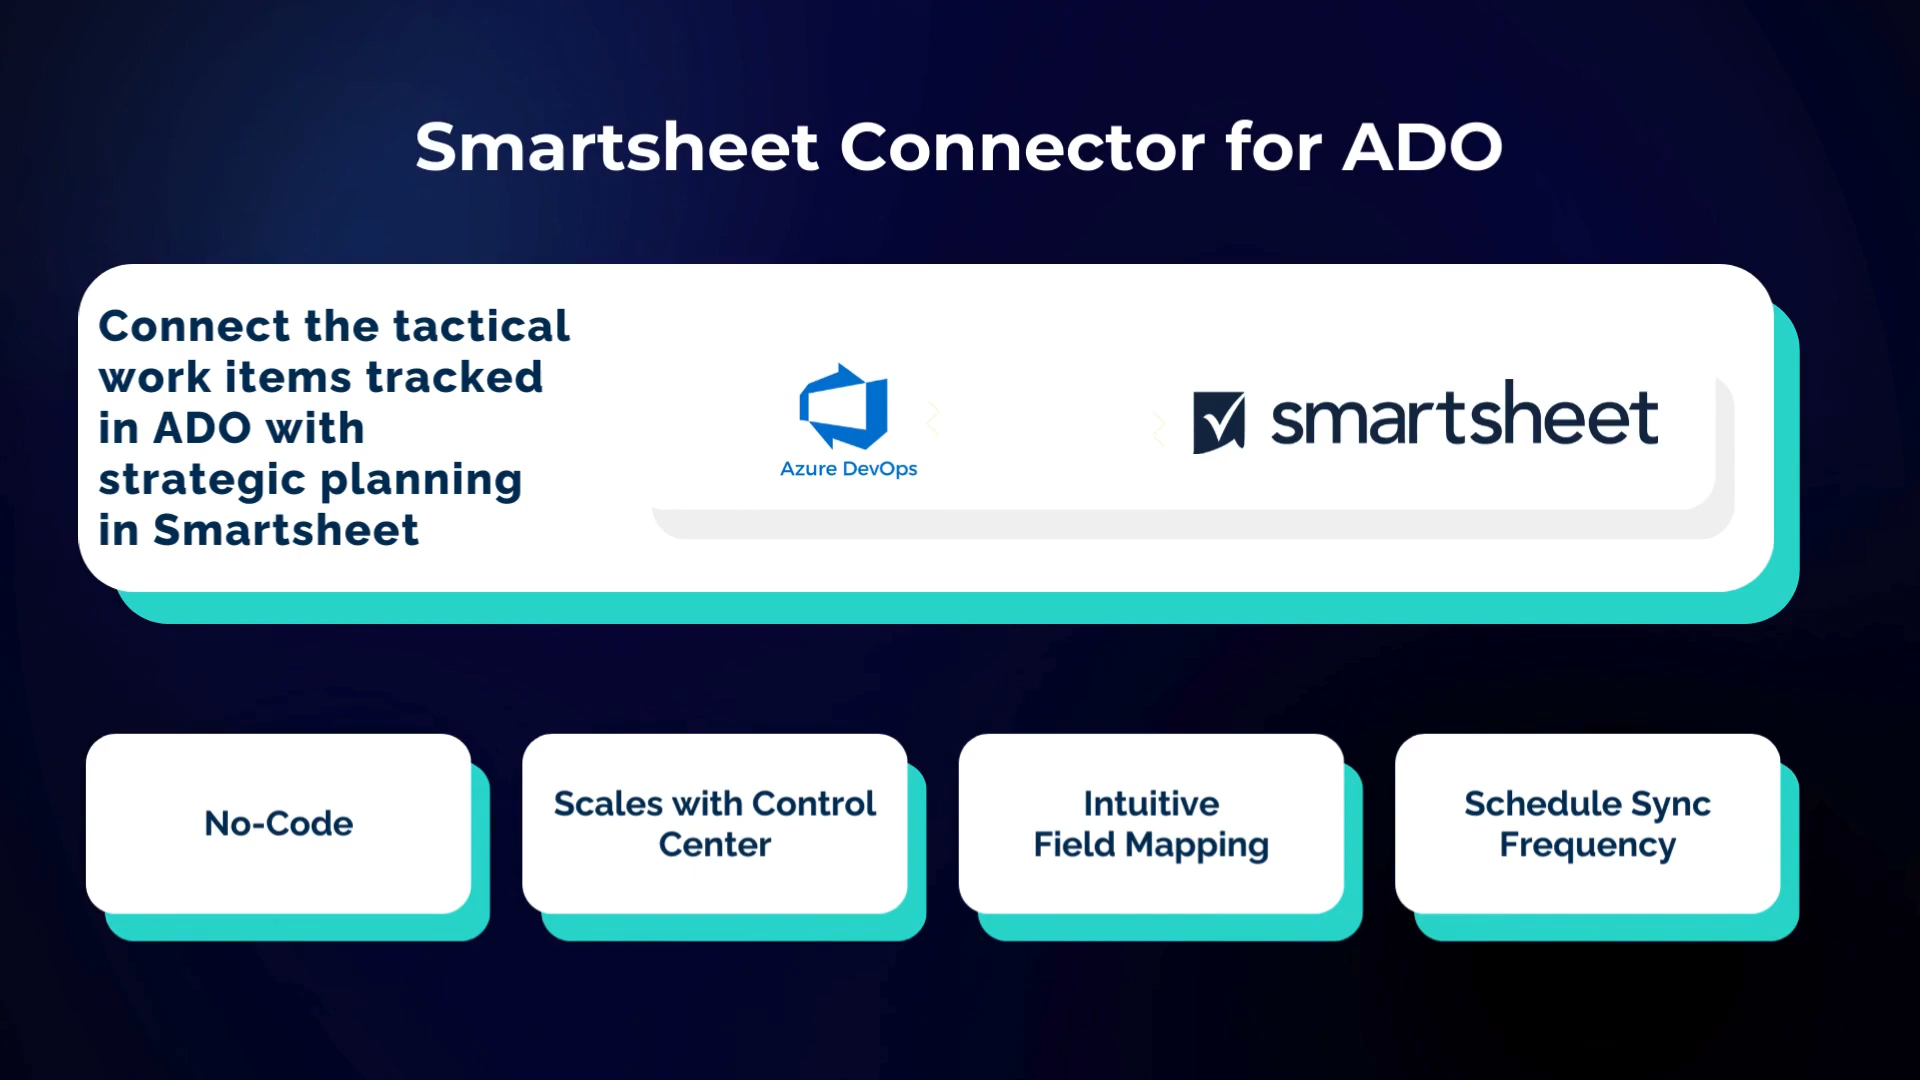 Smartsheet Connector for ADO
Connect the tactical
work items tracked
in ADO with
strategic planning
in Smartsheet
Azure DevOps
smartsheet
No-Code
Scales with Control
Center
Intuitive
Field Mapping
Schedule Sync
Frequency